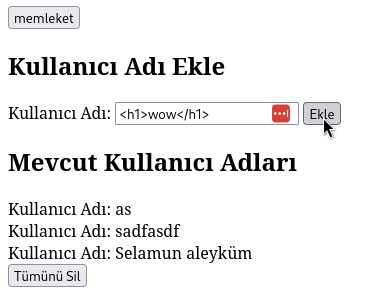 memleket
Kullanıcı Adı Ekle
Kullanıcı Adı: <h1>wow</h1> Ekle
Mevcut Kullanıcı Adları
Kullanıcı Adı: as
Kullanıcı Adı: sadfasdf
Kullanıcı Adı: Selamun aleyküm
Tümünü Sil